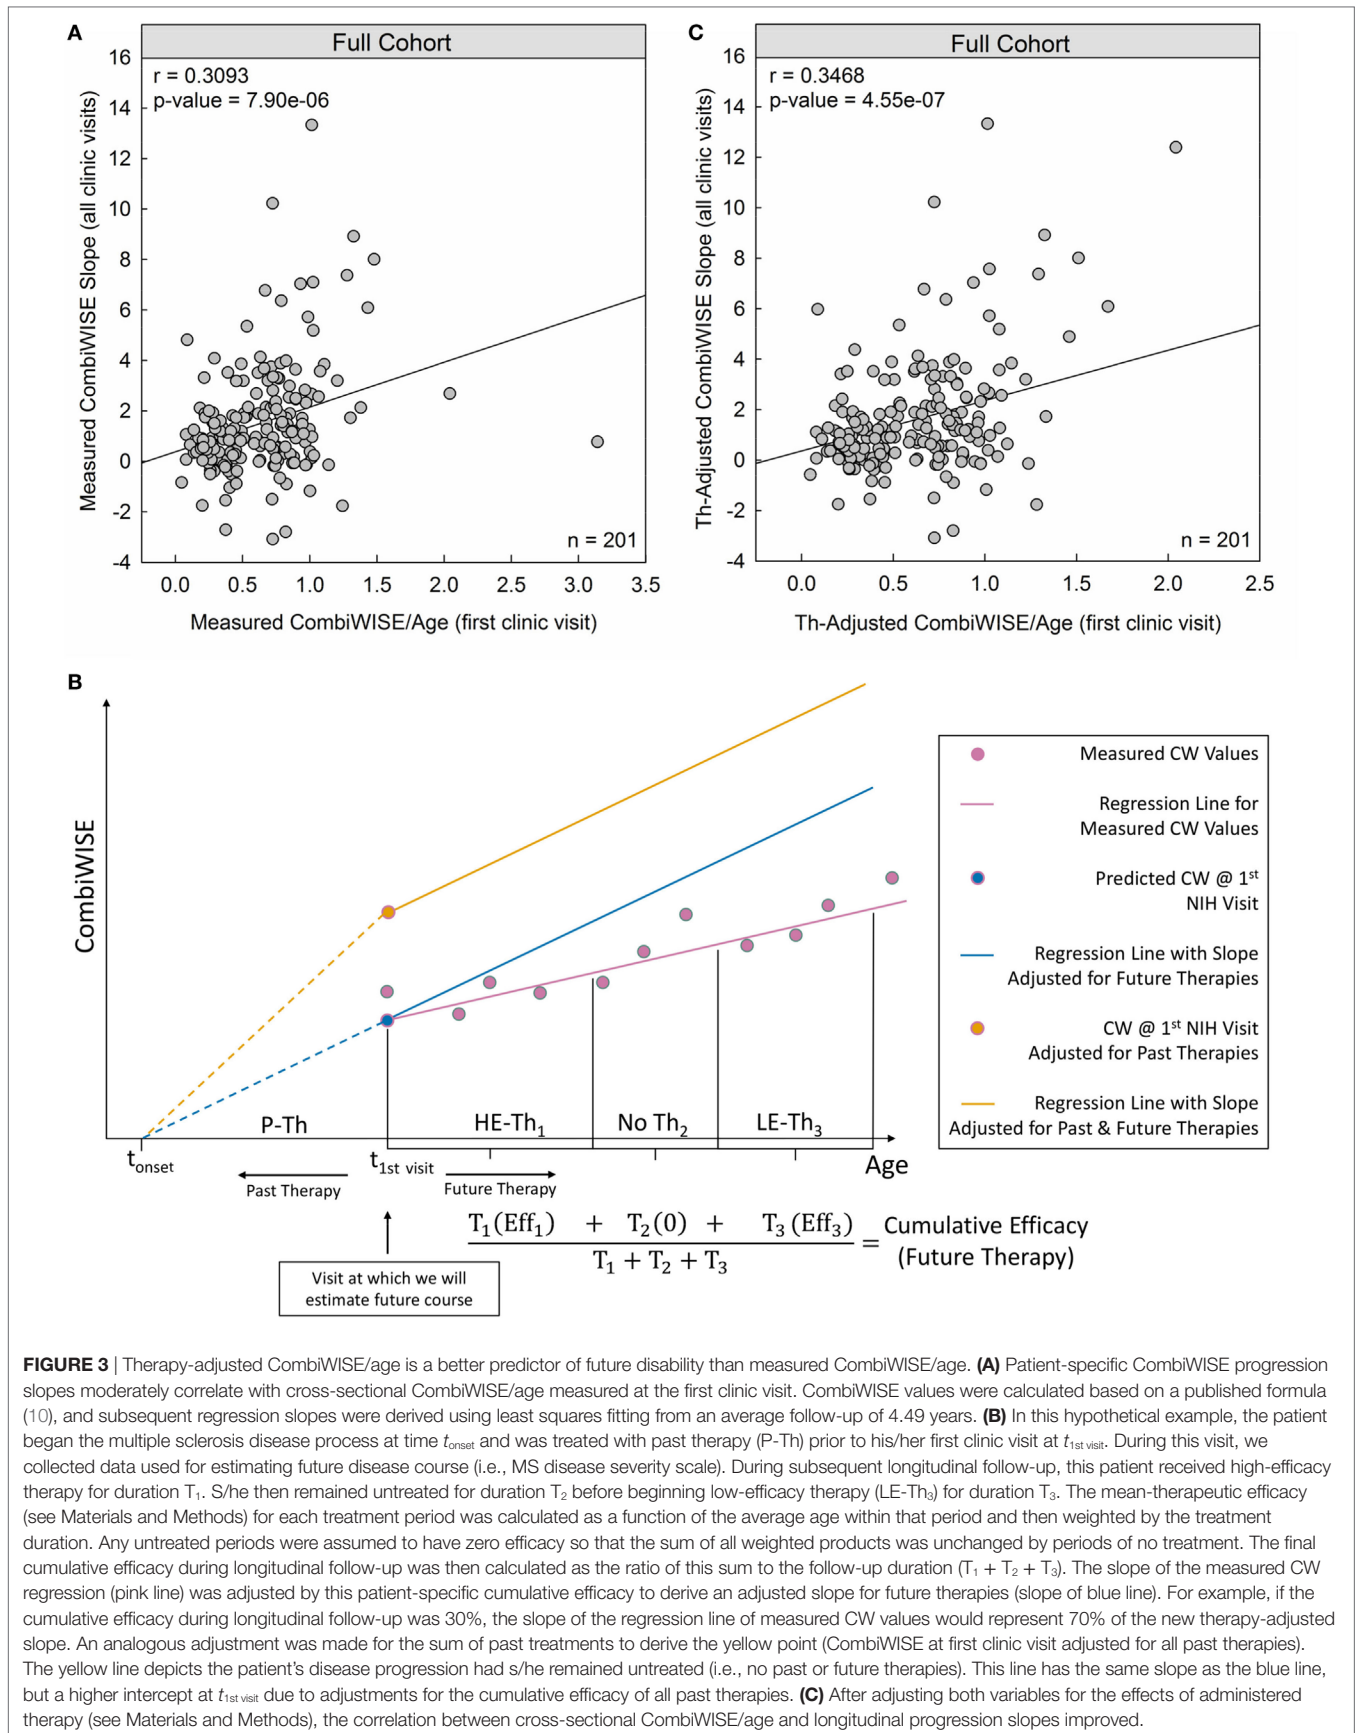 A
Full Cohort
r = 0.3093
p-value = 7.90e-06
Measured CombiWISE Slope (all clinic visits)
16
14
12
10
8
6
4
2
0
-2
-4
n = 201
0.0 0.5 1.0 1.5 2.0 2.5 3.0 3.5
Measured CombiWISE/Age (first clinic visit)
C
Full Cohort
r = 0.3468
p-value = 4.55e-07
Th-Adjusted CombiWISE Slope (all clinic visits)
16
14
12
10
8
6
4
2
0
-2
-4
n = 201
0.0 0.5 1.0 1.5 2.0 2.5
Th-Adjusted CombiWISE/Age (first clinic visit)
B
CombiWISE
P-Th
HE-Th₁
No Th₂
LE-Th₃
t onset
t 1st visit
Age
Past Therapy
Future Therapy
Visit at which we will
estimate future course
T₁(Eff₁) + T₂(0) + T₃(Eff₃)
T₁ + T₂ + T₃
= Cumulative Efficacy
(Future Therapy)
Measured CW Values
Regression Line for
Measured CW Values
Predicted CW @ 1st
NIH Visit
Regression Line with Slope
Adjusted for Future Therapies
CW @ 1st NIH Visit
Adjusted for Past Therapies
Regression Line with Slope
Adjusted for Past & Future Therapies
FIGURE 3 | Therapy-adjusted CombiWISE/age is a better predictor of future disability than measured CombiWISE/age. (A) Patient-specific CombiWISE progression
slopes moderately correlate with cross-sectional CombiWISE/age measured at the first clinic visit. CombiWISE values were calculated based on a published formula
(10), and subsequent regression slopes were derived using least squares fitting from an average follow-up of 4.49 years. (B) In this hypothetical example, the patient
began the multiple sclerosis disease process at time t onset and was treated with past therapy (P-Th) prior to his/her first clinic visit at t 1st visit. During this visit, we
collected data used for estimating future disease course (i.e., MS disease severity scale). During subsequent longitudinal follow-up, this patient received high-efficacy
therapy for duration T₁. S/he then remained untreated for duration T₂ before beginning low-efficacy therapy (LE-Th₃) for duration T₃. The mean-therapeutic efficacy
(see Materials and Methods) for each treatment period was calculated as a function of the average age within that period and then weighted by the treatment
duration. Any untreated periods were assumed to have zero efficacy so that the sum of all weighted products was unchanged by periods of no treatment. The final
cumulative efficacy during longitudinal follow-up was then calculated as the ratio of this sum to the follow-up duration (T₁ + T₂ + T₃). The slope of the measured CW
regression (pink line) was adjusted by this patient-specific cumulative efficacy to derive an adjusted slope for future therapies (slope of blue line). For example, if the
cumulative efficacy during longitudinal follow-up was 30%, the slope of the regression line of measured CW values would represent 70% of the new therapy-adjusted
slope. An analogous adjustment was made for the sum of past treatments to derive the yellow point (CombiWISE at first clinic visit adjusted for all past therapies).
The yellow line depicts the patient's disease progression had s/he remained untreated (i.e., no past or future therapies). This line has the same slope as the blue line,
but a higher intercept at t 1st visit due to adjustments for the cumulative efficacy of all past therapies. (C) After adjusting both variables for the effects of administered
therapy (see Materials and Methods), the correlation between cross-sectional CombiWISE/age and longitudinal progression slopes improved.